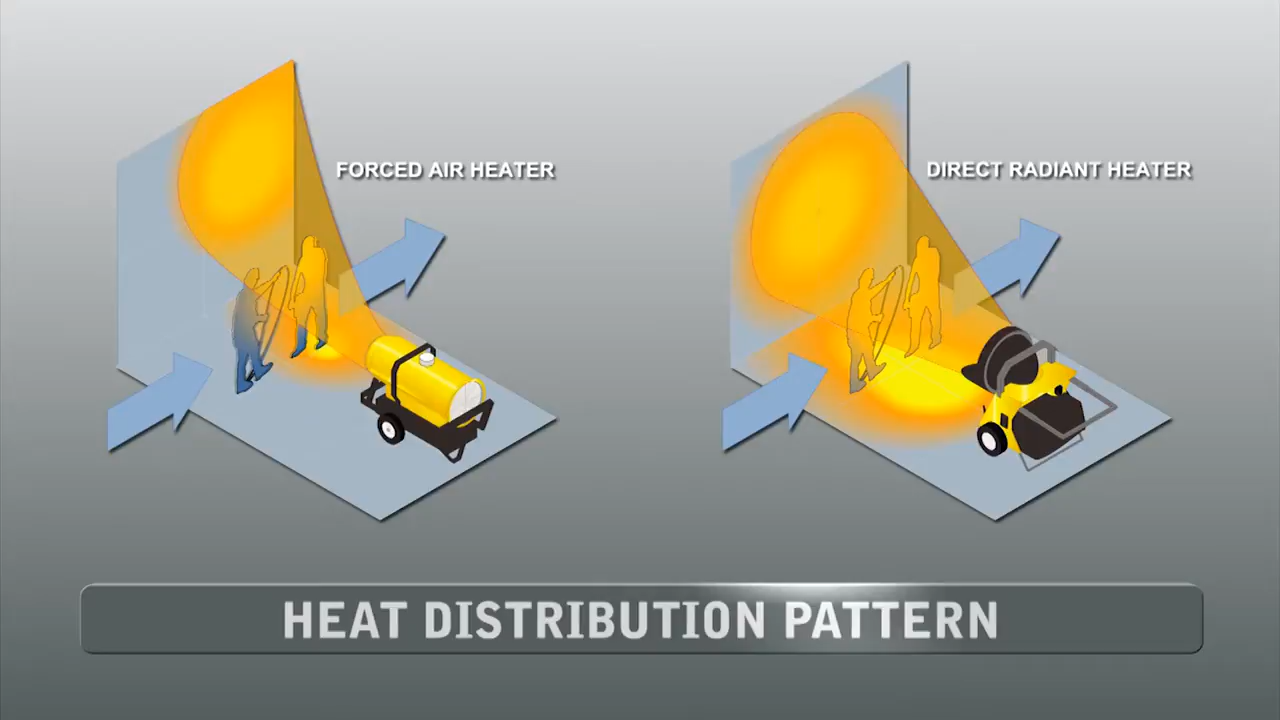 FORCED AIR HEATER
DIRECT RADIANT HEATER
HEAT DISTRIBUTION PATTERN